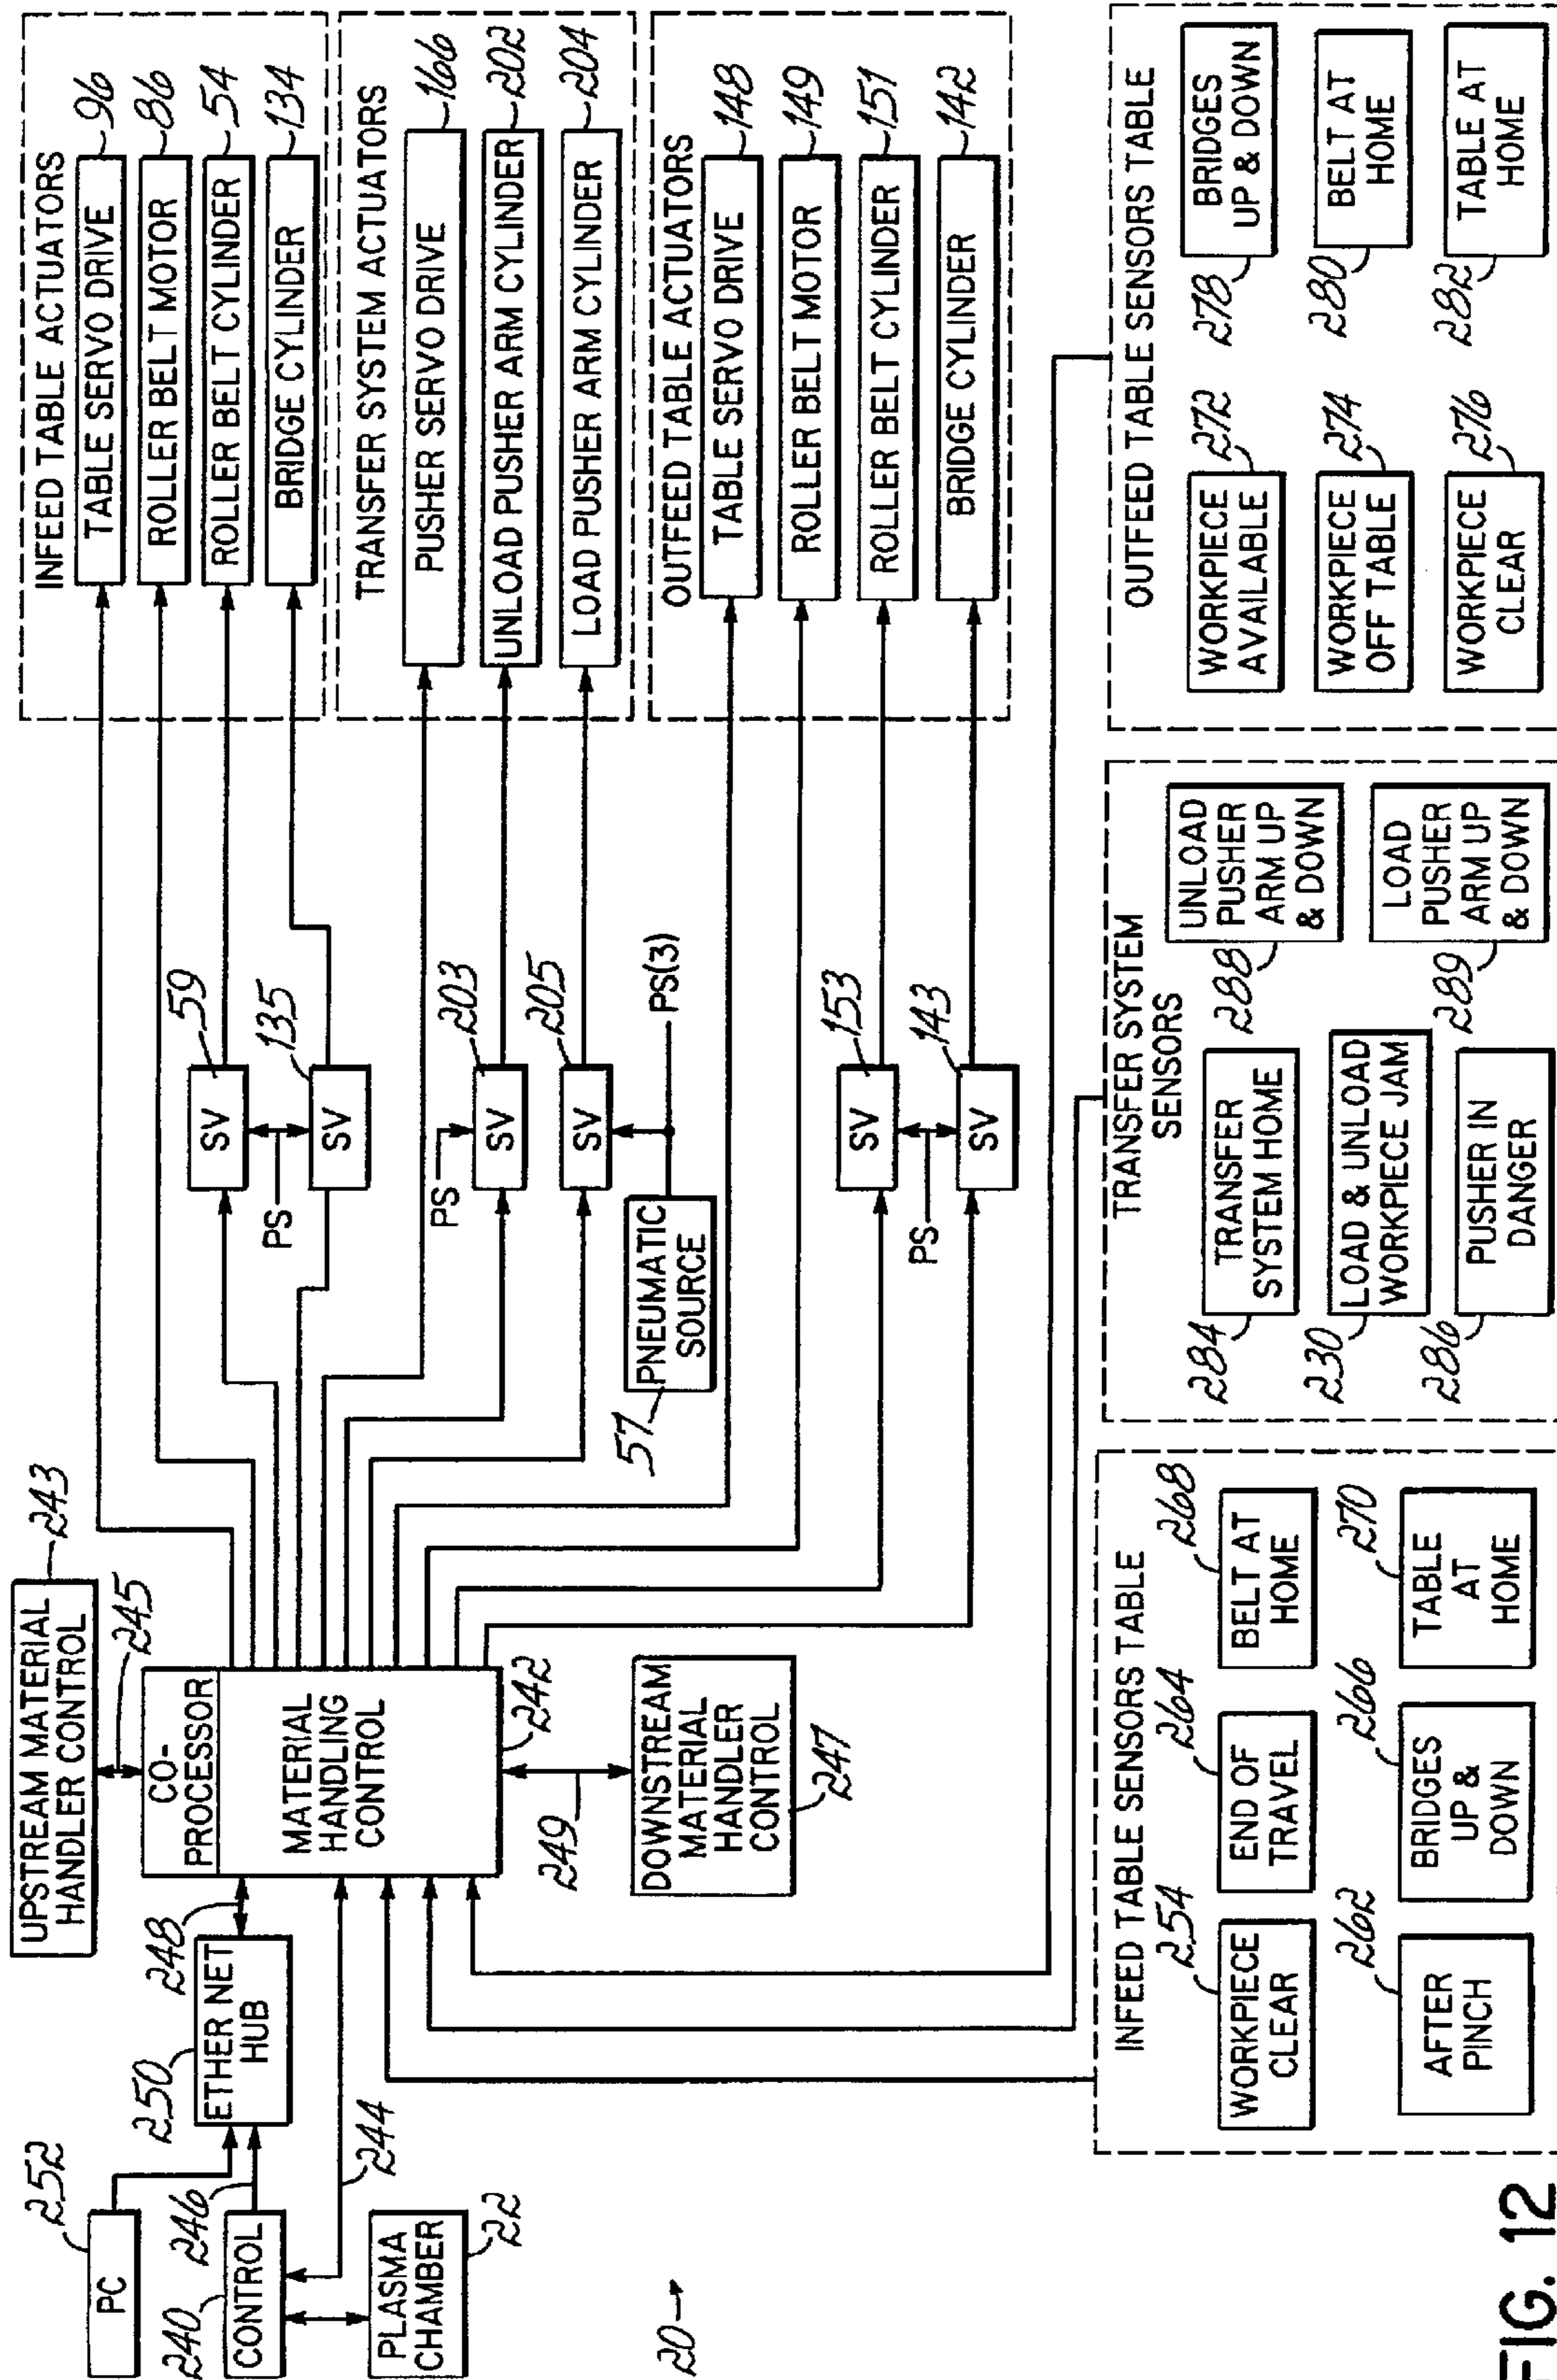 PC
252
246
240
CONTROL
PLASMA
CHAMBER
22
20
244
250
ETHER NET
HUB
248
UPSTREAM MATERIAL
HANDLER CONTROL
243
245
CO-
PROCESSOR
MATERIAL
HANDLING
CONTROL
242
249
DOWNSTREAM
MATERIAL
HANDLER
CONTROL
247
SV
59
PS
SV
135
PS
SV
203
SV
205
PS(3)
PNEUMATIC
SOURCE
57
SV
153
PS
SV
143
INFEED TABLE ACTUATORS
TABLE SERVO DRIVE
96
ROLLER BELT MOTOR
86
ROLLER BELT CYLINDER
54
BRIDGE CYLINDER
134
TRANSFER SYSTEM ACTUATORS
PUSHER SERVO DRIVE
166
UNLOAD PUSHER ARM CYLINDER
202
LOAD PUSHER ARM CYLINDER
204
OUTFEED TABLE ACTUATORS
TABLE SERVO DRIVE
148
ROLLER BELT MOTOR
149
ROLLER BELT CYLINDER
151
BRIDGE CYLINDER
142
INFEED TABLE SENSORS TABLE
254
WORKPIECE
CLEAR
264
END OF
TRAVEL
268
BELT AT
HOME
262
AFTER
PINCH
266
BRIDGES
UP &
DOWN
270
TABLE
AT
HOME
TRANSFER SYSTEM
SENSORS
284
TRANSFER
SYSTEM HOME
230
LOAD & UNLOAD
WORKPIECE JAM
286
PUSHER IN
DANGER
288
UNLOAD
PUSHER
ARM UP
& DOWN
289
LOAD
PUSHER
ARM UP
& DOWN
OUTFEED TABLE SENSORS TABLE
WORKPIECE
AVAILABLE
272
WORKPIECE
OFF TABLE
274
WORKPIECE
CLEAR
276
278
BRIDGES
UP & DOWN
280
BELT AT
HOME
282
TABLE AT
HOME
FIG. 12